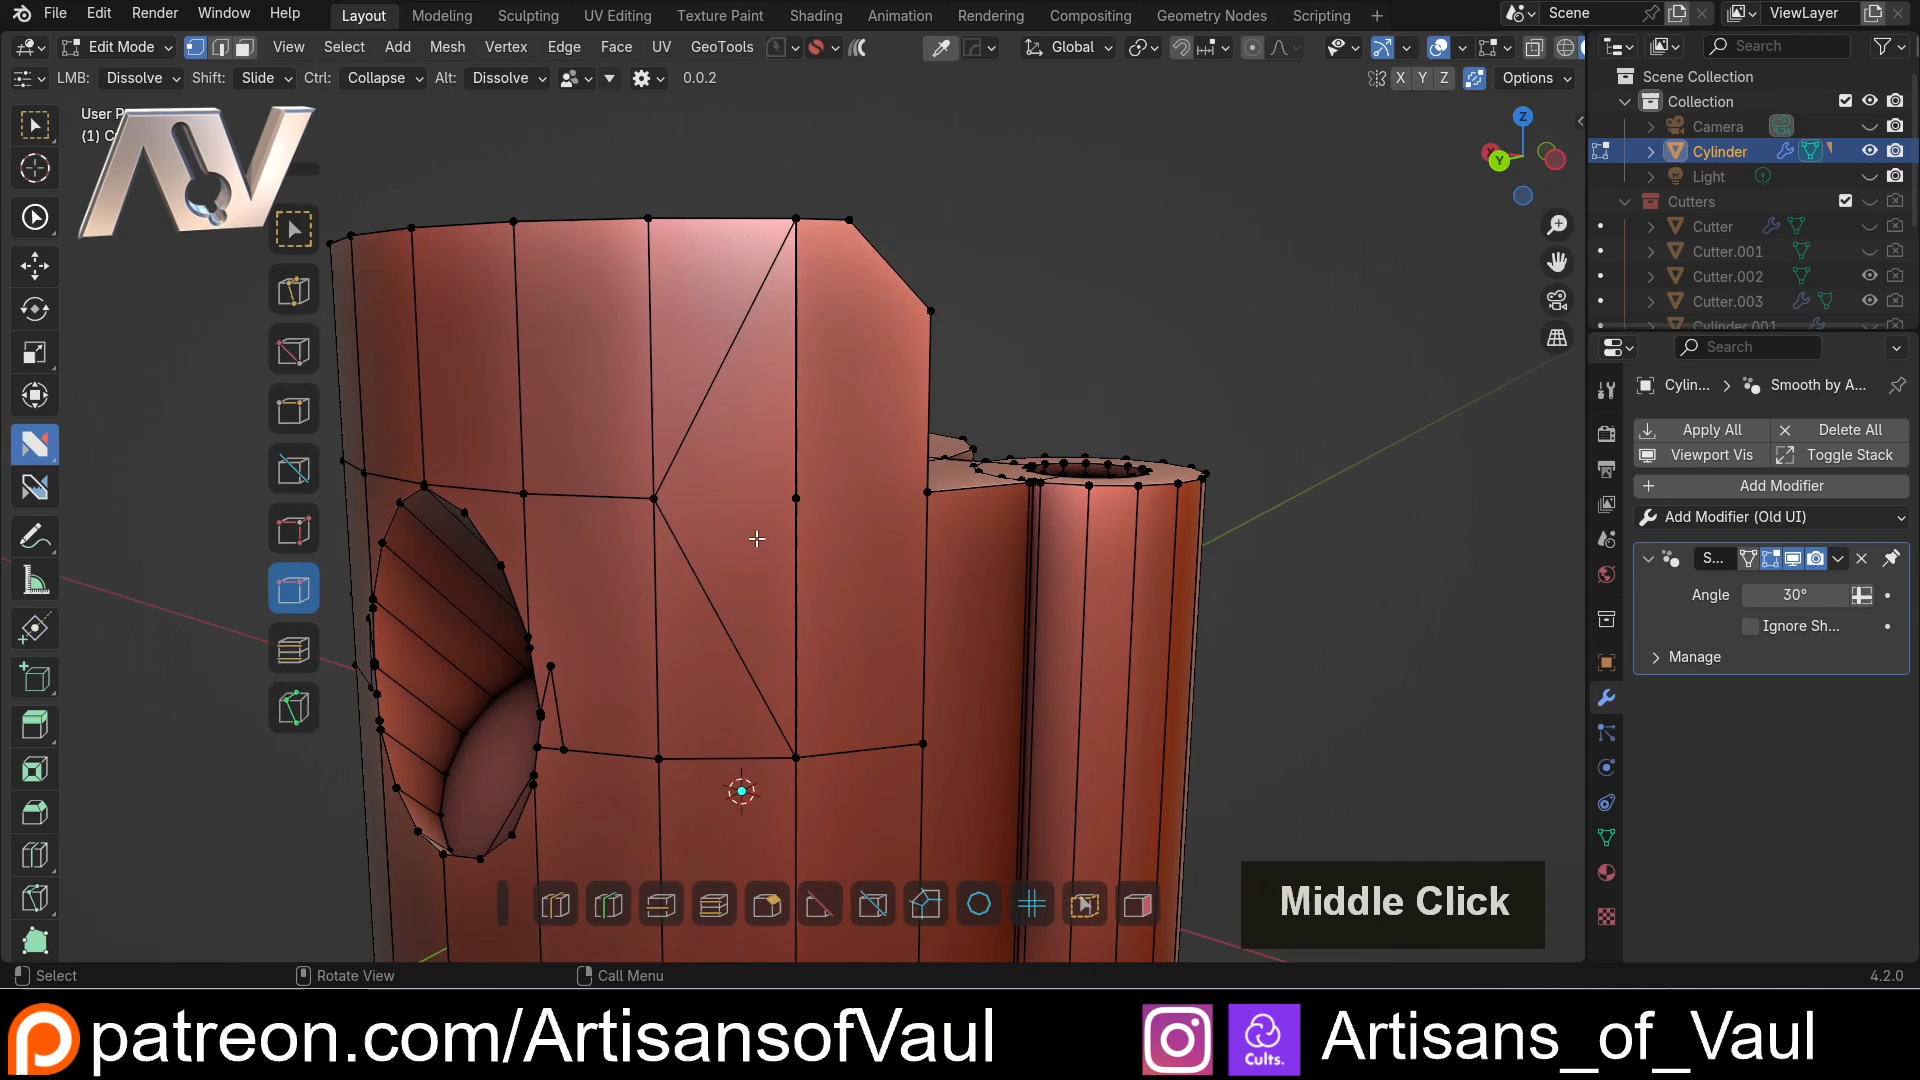 File Edit Render Window Help Layout Modeling Sculpting UV Editing Texture Paint Shading Animation Rendering Compositing Geometry Nodes Scripting + Scene ViewLayer
Edit Mode View Select Add Mesh Vertex Edge Face UV GeoTools Global Search
LMB: Dissolve Shift: Slide Ctrl: Collapse Alt: Dissolve 0.0.2 X Y Z Options
Scene Collection
Collection
Camera
Cylinder
Light
Cutters
Cutter
Cutter.001
Cutter.002
Cutter.003
Cylinder.001
User P
(1) C
AV
Z
X
Y
Search
Cylin... > Smooth by A...
Apply All Delete All
Viewport Vis Toggle Stack
Add Modifier
Add Modifier (Old UI)
S...
Angle 30°
Ignore Sh...
Manage
Middle Click
Select Rotate View Call Menu 4.2.0
patreon.com/ArtisansofVaul Cults. Artisans_of_Vaul